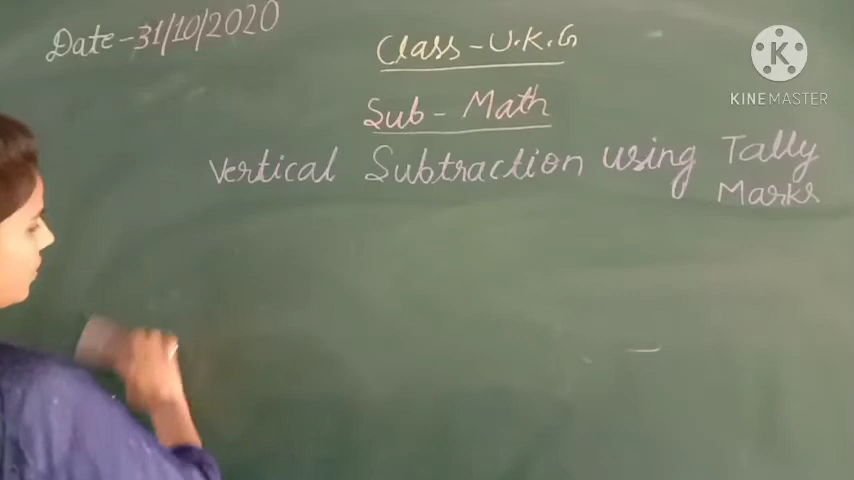 Date-31/10/2020
Class-U.K.G
Sub-Math
Vertical Subtraction using Tally
Marks
K
KINEMASTER